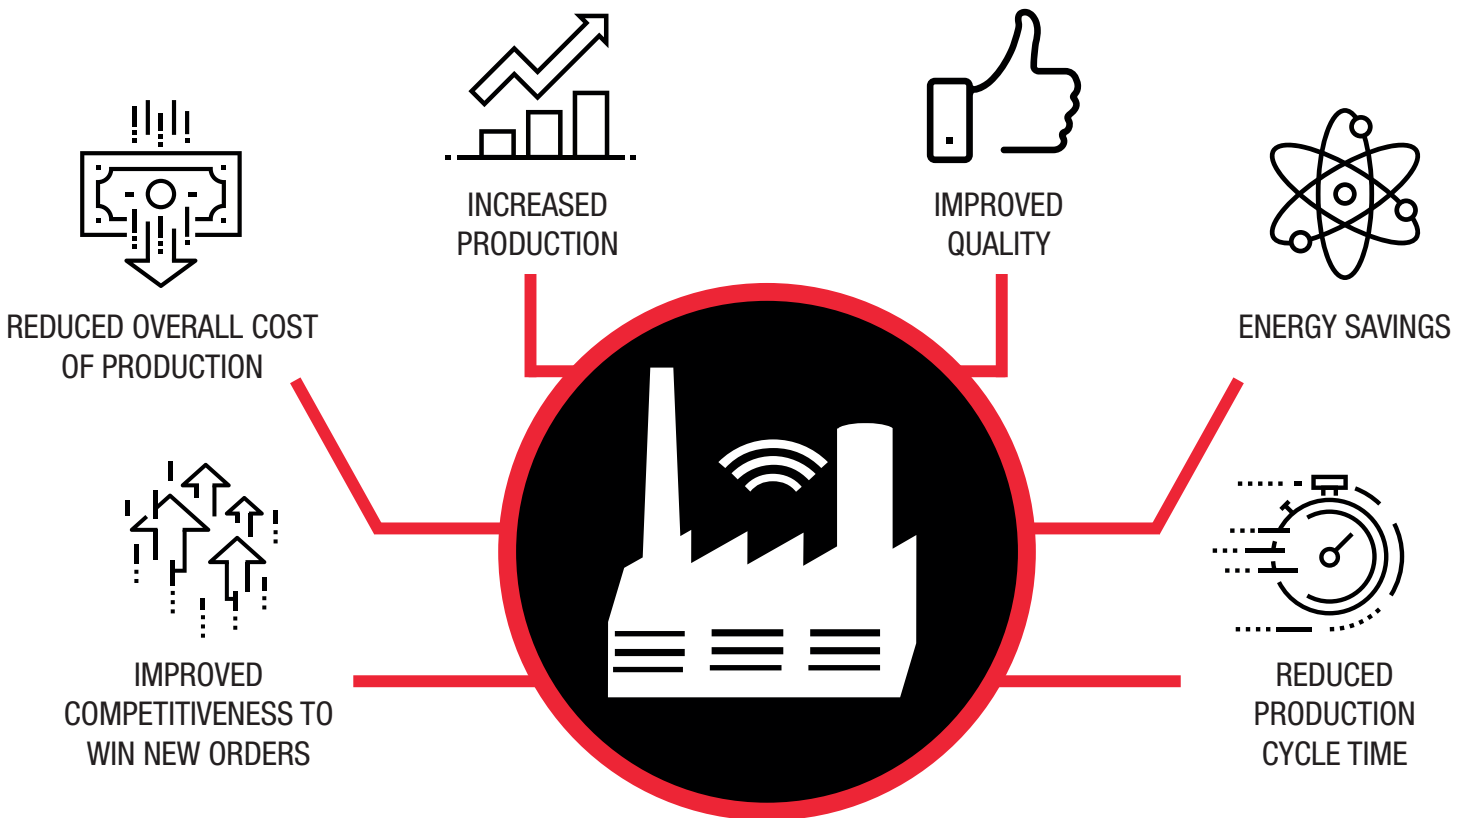 INCREASED
PRODUCTION
IMPROVED
QUALITY
REDUCED OVERALL COST
OF PRODUCTION
ENERGY SAVINGS
IMPROVED
COMPETITIVENESS TO
WIN NEW ORDERS
REDUCED
PRODUCTION
CYCLE TIME